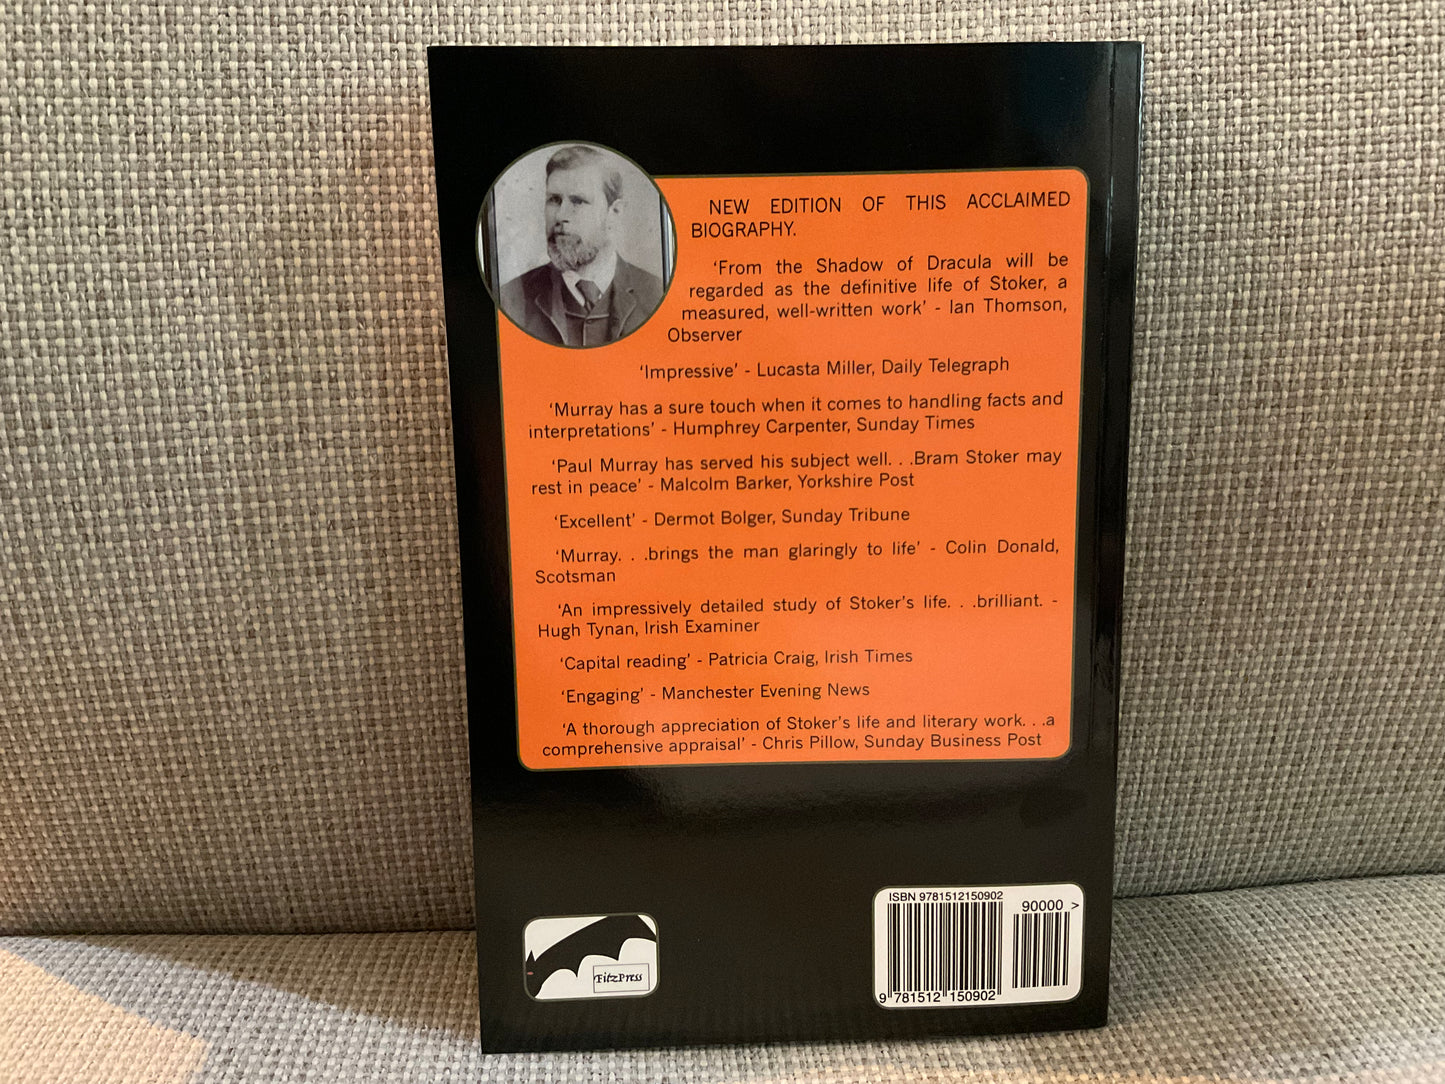 NEW EDITION OF THIS ACCLAIMED
BIOGRAPHY.
‘From the Shadow of Dracula will be
regarded as the definitive life of Stoker, a
measured, well-written work’ - Ian Thomson,
Observer
‘Impressive’ - Lucasta Miller, Daily Telegraph
‘Murray has a sure touch when it comes to handling facts and
interpretations’ - Humphrey Carpenter, Sunday Times
‘Paul Murray has served his subject well. . .Bram Stoker may
rest in peace’ - Malcolm Barker, Yorkshire Post
‘Excellent’ - Dermot Bolger, Sunday Tribune
‘Murray. . .brings the man glaringly to life’ - Colin Donald,
Scotsman
‘An impressively detailed study of Stoker’s life. . .brilliant. -
Hugh Tynan, Irish Examiner
‘Capital reading’ - Patricia Craig, Irish Times
‘Engaging’ - Manchester Evening News
‘A thorough appreciation of Stoker’s life and literary work. . .a
comprehensive appraisal’ - Chris Pillow, Sunday Business Post
FitzPress
ISBN 9781512150902
90000 >
9 781512 150902